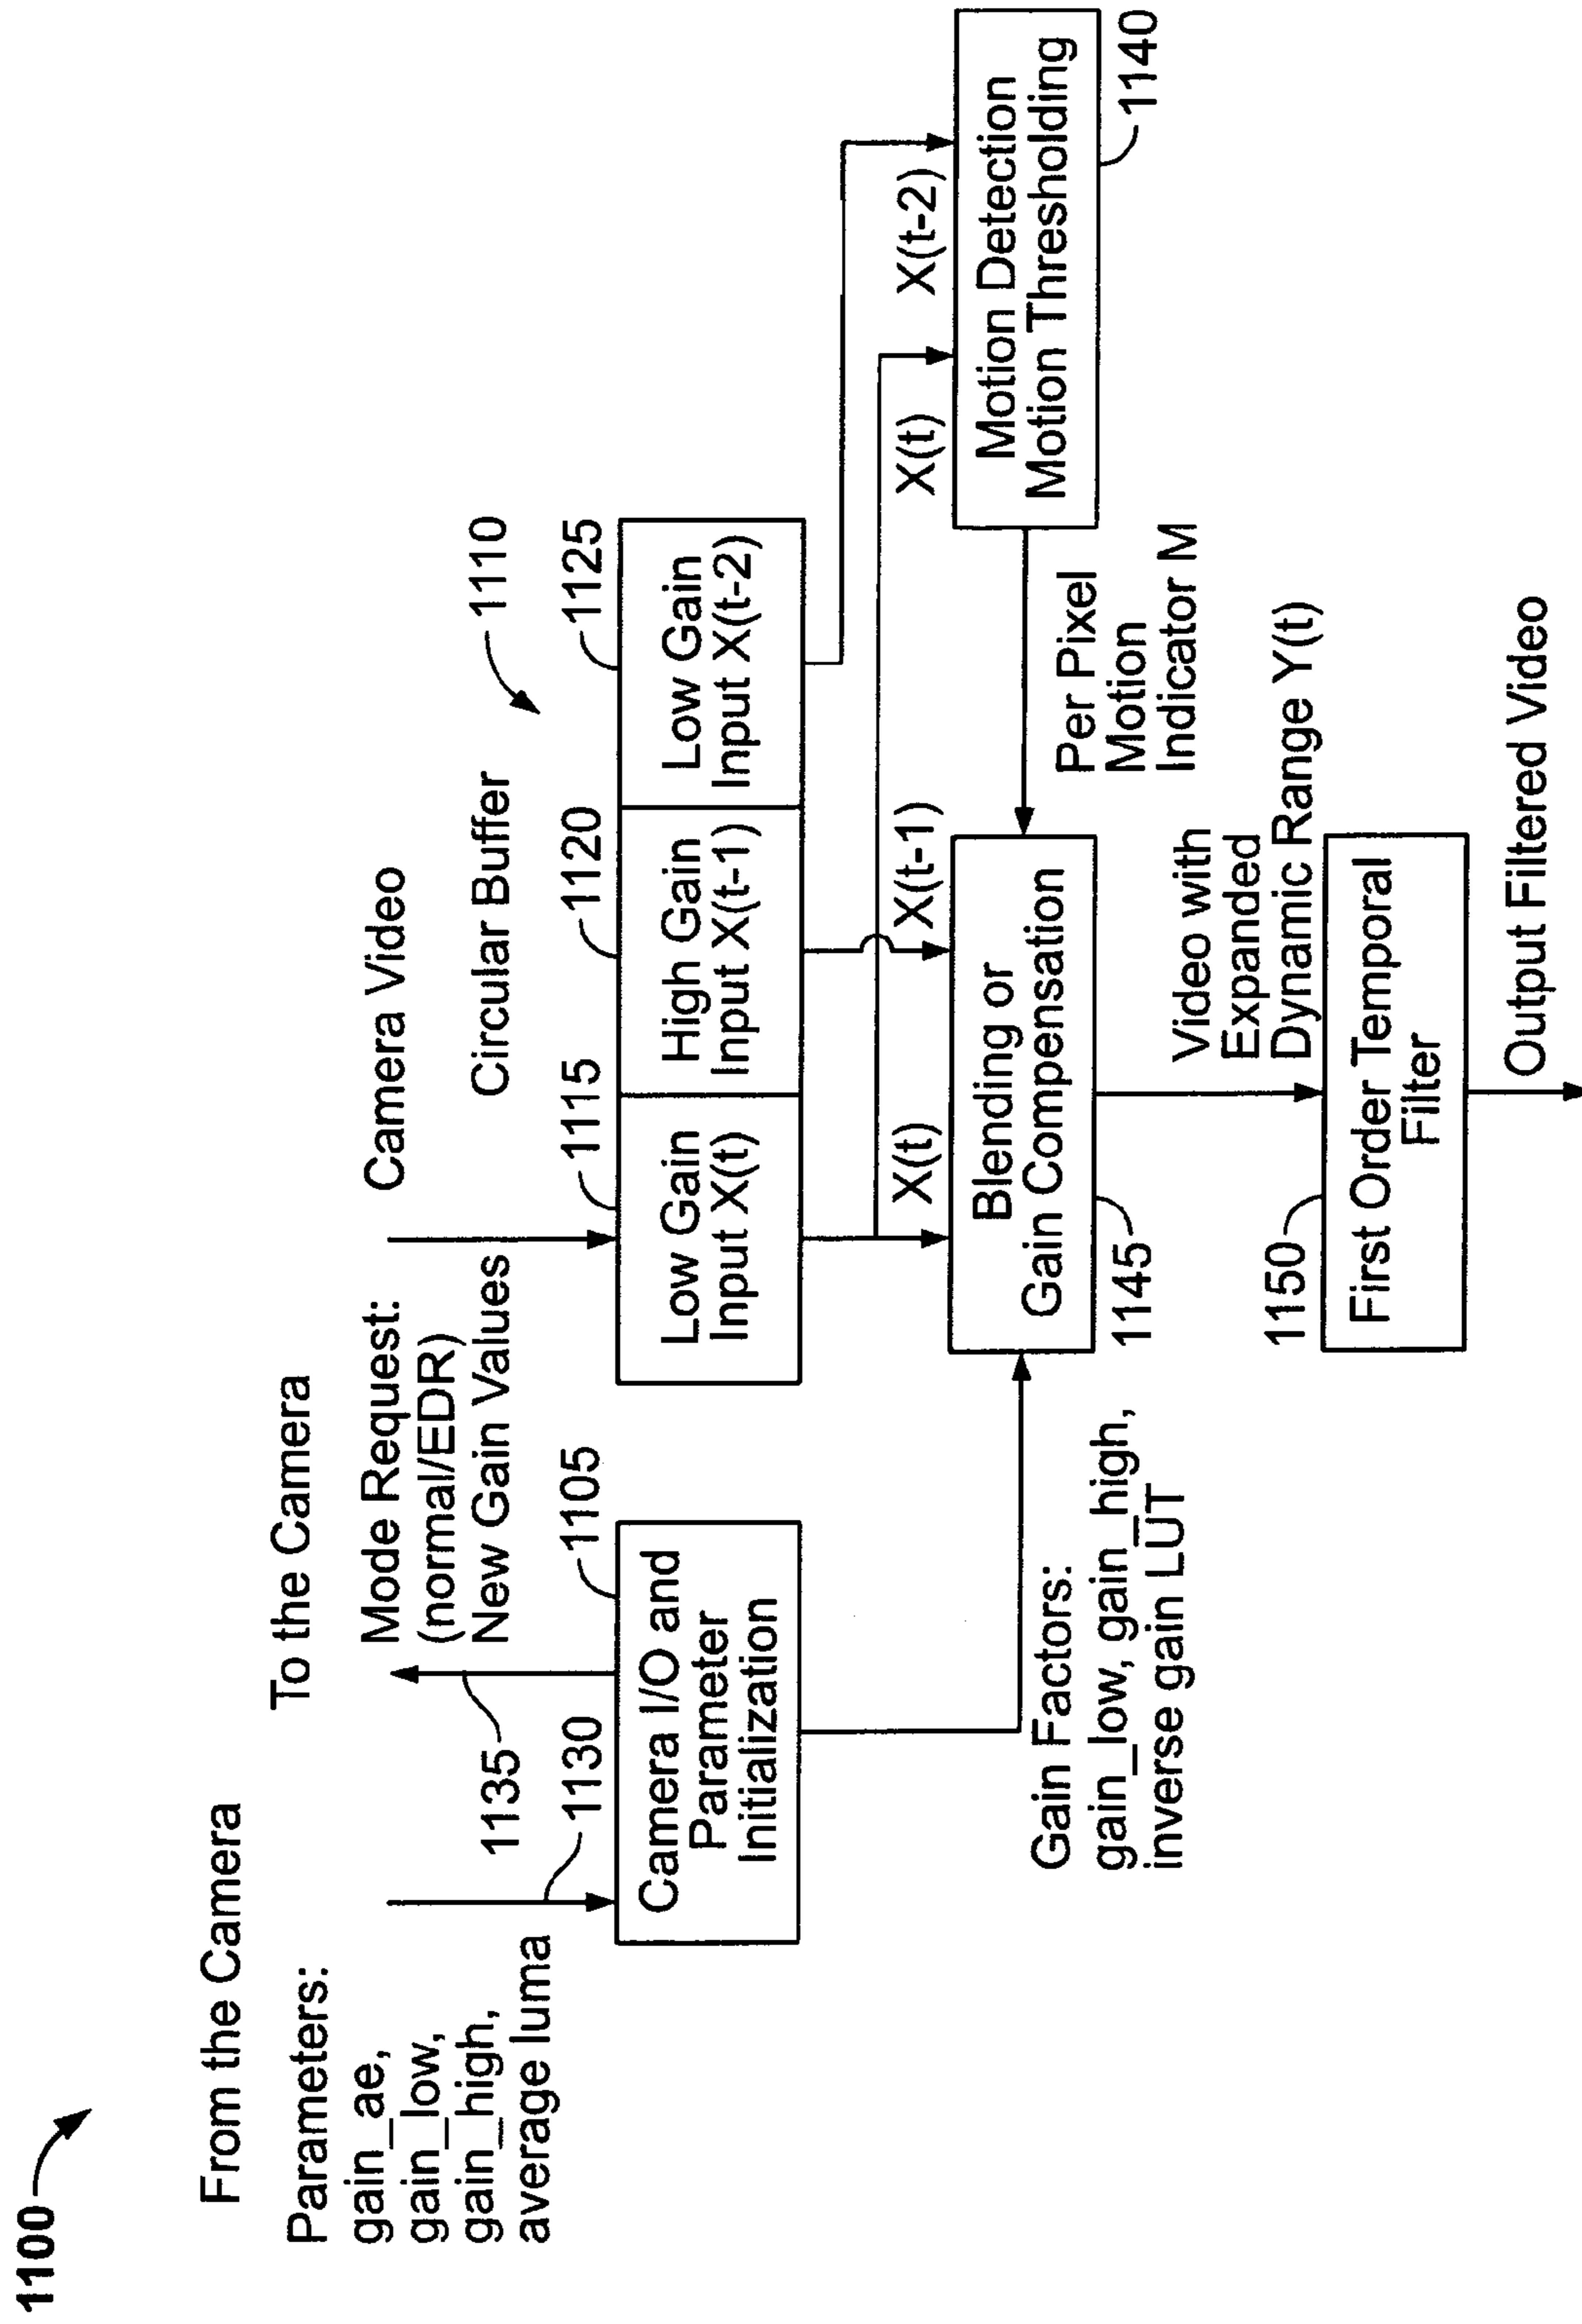 1100
From the Camera
Parameters:
gain_ae,
gain_low,
gain_high,
average luma
To the Camera
Mode Request:
(normal/EDR)
New Gain Values
1135
1130
1105
Camera I/O and
Parameter
Initialization
Camera Video
Circular Buffer
1110
1115
1120
1125
Low Gain
Input X(t)
High Gain
Input X(t-1)
Low Gain
Input X(t-2)
X(t)
X(t-1)
X(t)
X(t-2)
Gain Factors:
gain_low, gain_high,
inverse gain LUT
Blending or
Gain Compensation
1145
Per Pixel
Motion
Indicator M
Motion Detection
Motion Thresholding
1140
Video with
Expanded
Dynamic Range Y(t)
1150
First Order Temporal
Filter
Output Filtered Video